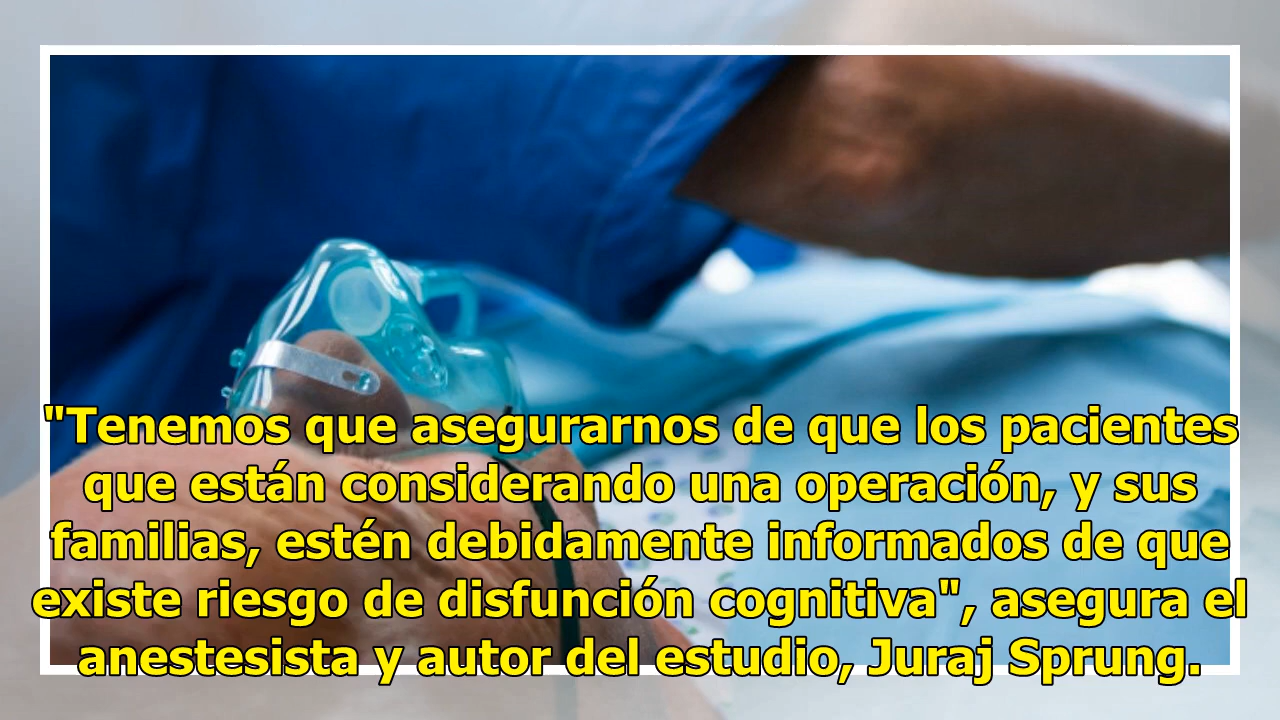 "Tenemos que asegurarnos de que los pacientes
que están considerando una operación, y sus
familias, estén debidamente informados de que
existe riesgo de disfunción cognitiva", asegura el
anestesista y autor del estudio, Juraj Sprung.